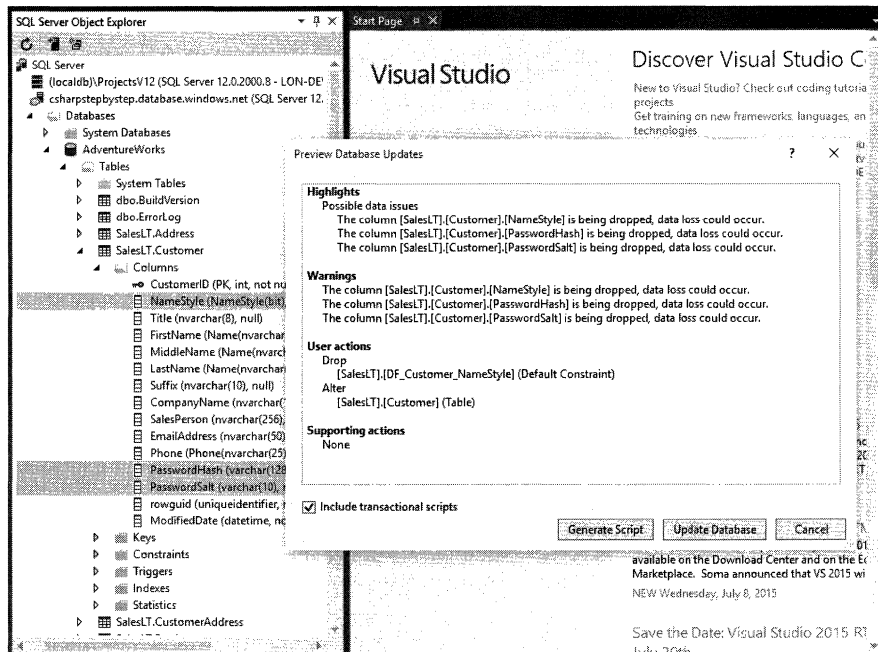 SQL Server Object Explorer
SQL Server
(localdb)\ProjectsV12 (SQL Server 12.0.2000.8 - LON-DE
csharpstepbystep.database.windows.net (SQL Server 12.
Databases
System Databases
AdventureWorks
Tables
System Tables
dbo.BuildVersion
dbo.ErrorLog
SalesLT.Address
SalesLT.Customer
Columns
CustomerID (PK, int, not nu
NameStyle (NameStyle(bit)
Title (nvarchar(8), null)
FirstName (Name(nvarchar
MiddleName (Name(nvarch
LastName (Name(nvarchar
Suffix (nvarchar(10), null)
CompanyName (nvarchar(
SalesPerson (nvarchar(256),
EmailAddress (nvarchar(50)
Phone (Phone(nvarchar(25)
PasswordHash (varchar(128
PasswordSalt (varchar(10),
rowguid (uniqueidentifier,
ModifiedDate (datetime, no
Keys
Constraints
Triggers
Indexes
Statistics
SalesLT.CustomerAddress
Start Page
Visual Studio
Discover Visual Studio C
New to Visual Studio? Check out coding tutoria
projects
Get training on new frameworks, languages, an
technologies
Preview Database Updates
Highlights
Possible data issues
The column [SalesLT].[Customer].[NameStyle] is being dropped, data loss could occur.
The column [SalesLT].[Customer].[PasswordHash] is being dropped, data loss could occur.
The column [SalesLT].[Customer].[PasswordSalt] is being dropped, data loss could occur.
Warnings
The column [SalesLT].[Customer].[NameStyle] is being dropped, data loss could occur.
The column [SalesLT].[Customer].[PasswordHash] is being dropped, data loss could occur.
The column [SalesLT].[Customer].[PasswordSalt] is being dropped, data loss could occur.
User actions
Drop
[SalesLT].[DF_Customer_NameStyle] (Default Constraint)
Alter
[SalesLT].[Customer] (Table)
Supporting actions
None
Include transactional scripts
Generate Script
Update Database
Cancel
available on the Download Center and on the Ec
Marketplace. Soma announced that VS 2015 wi
NEW Wednesday, July 8, 2015
Save the Date: Visual Studio 2015 RT
July 20th